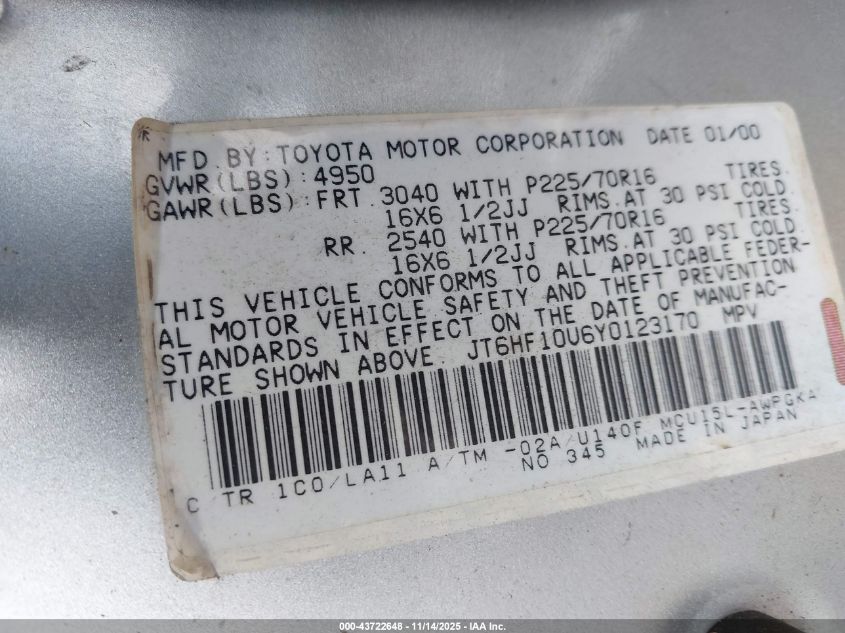 MFD. BY: TOYOTA MOTOR CORPORATION DATE 01/00
GVWR(LBS):4950
GAWR(LBS):FRT. 3040 WITH P225/70R16 TIRES.
16X6 1/2JJ RIMS.AT 30 PSI COLD.
RR. 2540 WITH P225/70R16 TIRES.
16X6 1/2JJ RIMS.AT 30 PSI COLD.
THIS VEHICLE CONFORMS TO ALL APPLICABLE FEDER-
AL MOTOR VEHICLE SAFETY AND THEFT PREVENTION
STANDARDS IN EFFECT ON THE DATE OF MANUFAC-
TURE SHOWN ABOVE. JT6HF10U6Y0123170 MPV
C TR 1C0/LA11 A/TM -02A/U140F MCU15L-AWPGKA
NO 345 MADE IN JAPAN
000-43722648 - 11/14/2025 - IAA Inc.